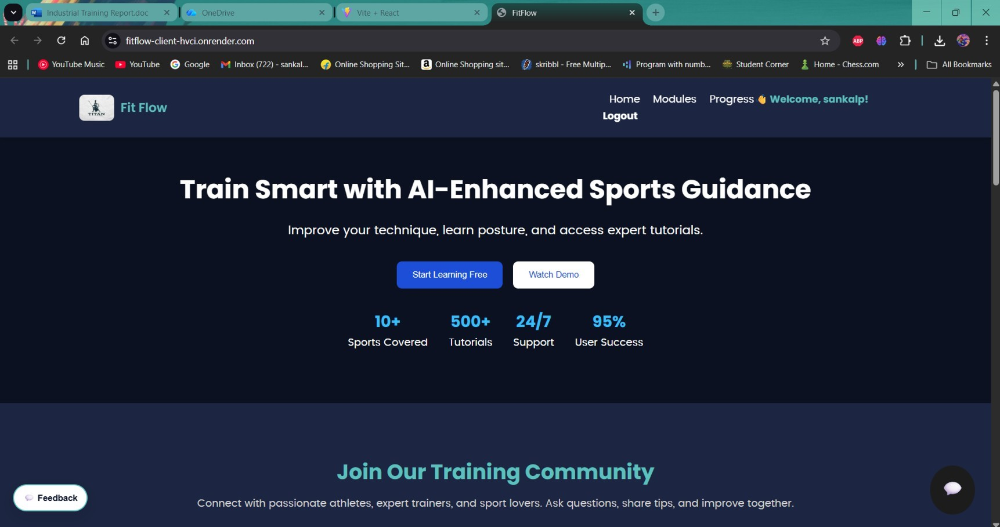 Industrial Training Report.doc
OneDrive
Vite + React
FitFlow
fitflow-client-hvci.onrender.com
ABP
YouTube Music
YouTube
Google
Inbox (722) - sankal...
Online Shopping Sit...
Online Shopping sit...
skribbl - Free Multip...
Program with numb...
Student Corner
Home - Chess.com
All Bookmarks
TITAN
Fit Flow
Home Modules Progress 👋 Welcome, sankalp!
Logout
Train Smart with AI-Enhanced Sports Guidance
Improve your technique, learn posture, and access expert tutorials.
Start Learning Free Watch Demo
10+ 500+ 24/7 95%
Sports Covered Tutorials Support User Success
Join Our Training Community
Connect with passionate athletes, expert trainers, and sport lovers. Ask questions, share tips, and improve together.
Feedback